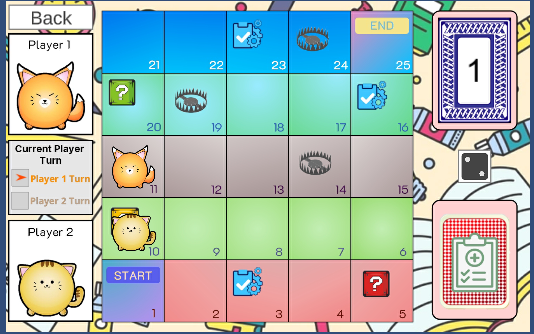 Back
Player 1
Current Player
Turn
Player 1 Turn
Player 2 Turn
Player 2
21 22 23 24 25
END
?
20 19 18 17 16
11 12 13 14 15
10 9 8 7 6
START
?
1 2 3 4 5
1